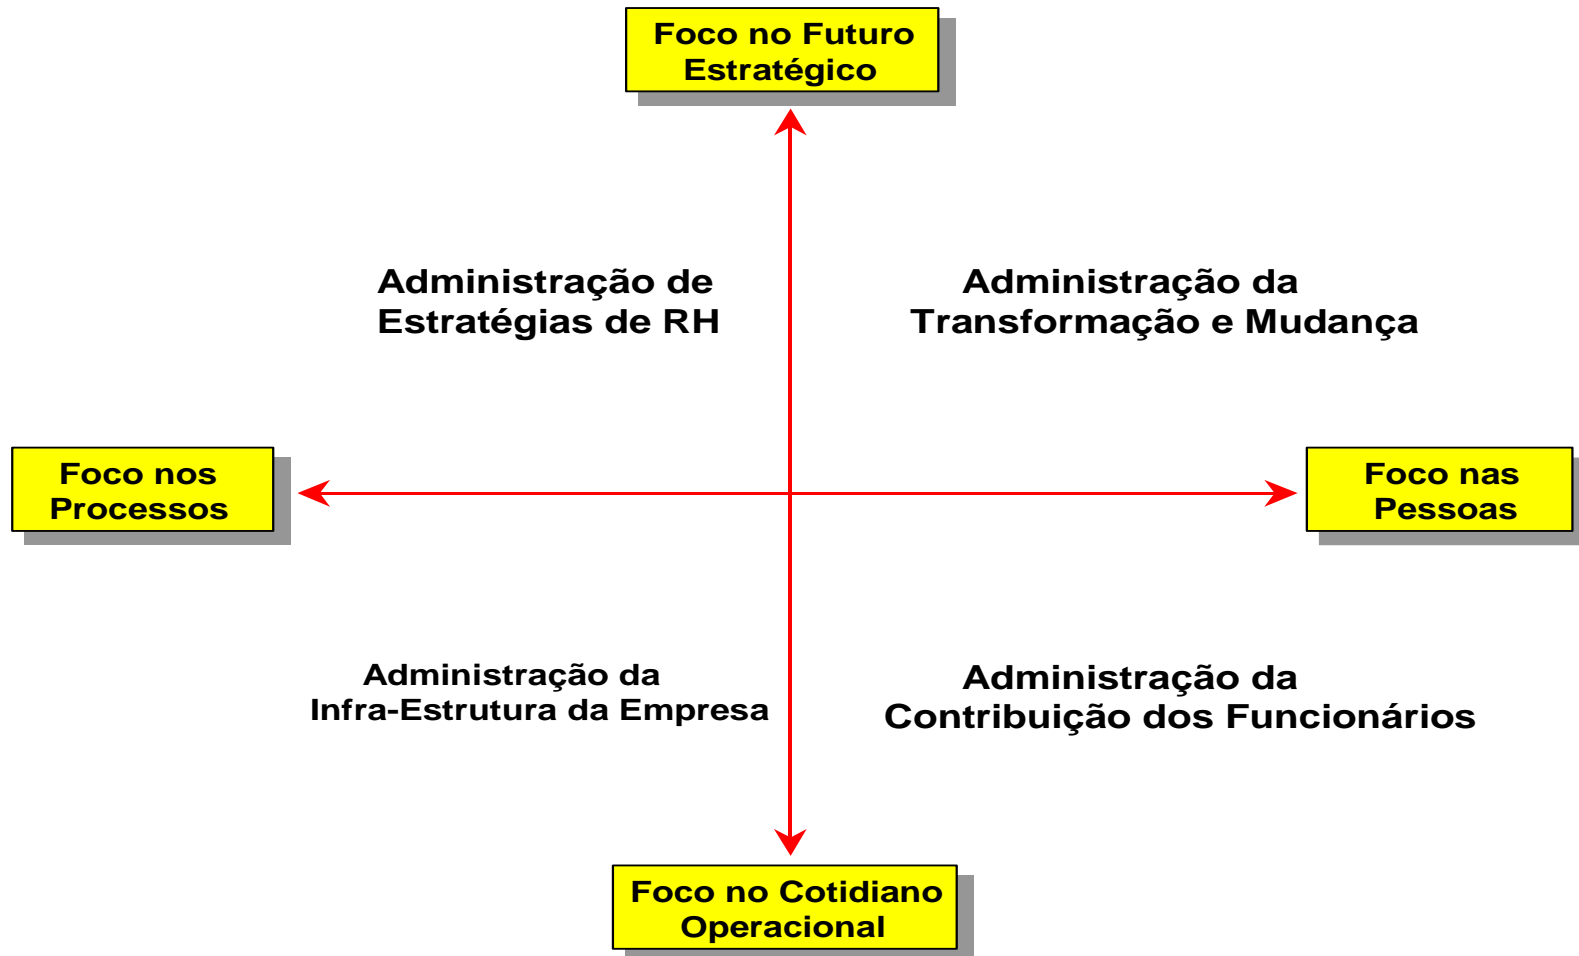 Foco no Futuro
Estratégico
Administração de
Estratégias de RH
Administração da
Transformação e Mudança
Foco nos
Processos
Foco nas
Pessoas
Administração da
Infra-Estrutura da Empresa
Administração da
Contribuição dos Funcionários
Foco no Cotidiano
Operacional